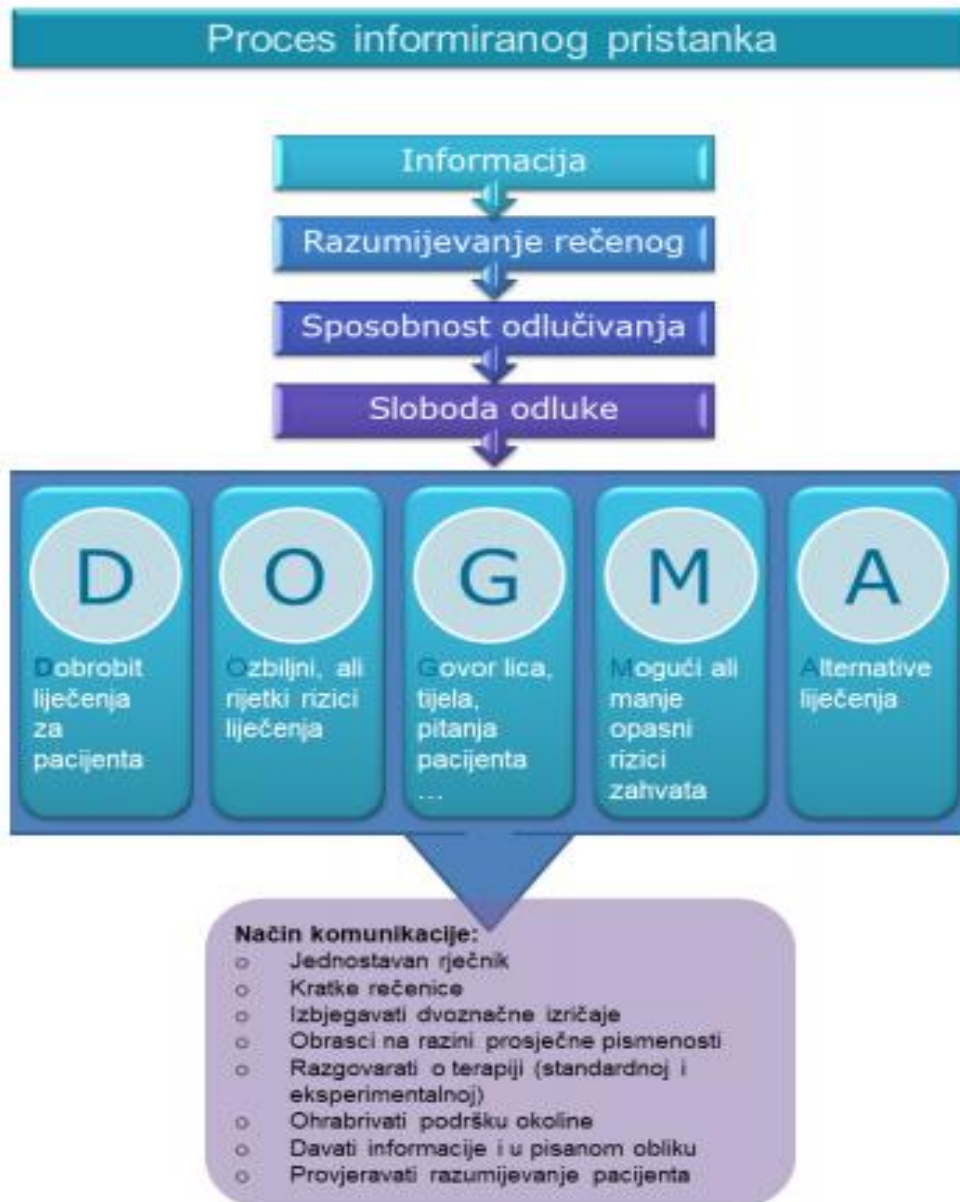 Proces informiranog pristanka
Informacija
Razumijevanje rečenog
Sposobnost odlučivanja
Sloboda odluke
D
Dobrobit
liječenja
za
pacijenta
O
Ozbiljni, ali
rijetki rizici
liječenja
G
Govor lica,
tijela,
pitanja
pacijenta
...
M
Mogući ali
manje
opasni
rizici
zahvata
A
Alternative
liječenja
Način komunikacije:
o Jednostavan rječnik
o Kratke rečenice
o Izbjegavati dvoznačne izričaje
o Obrasci na razini prosječne pismenosti
o Razgovarati o terapiji (standardnoj i
eksperimentalnoj)
o Ohrabrivati podršku okoline
o Davati informacije i u pisanom obliku
o Provjeravati razumijevanje pacijenta